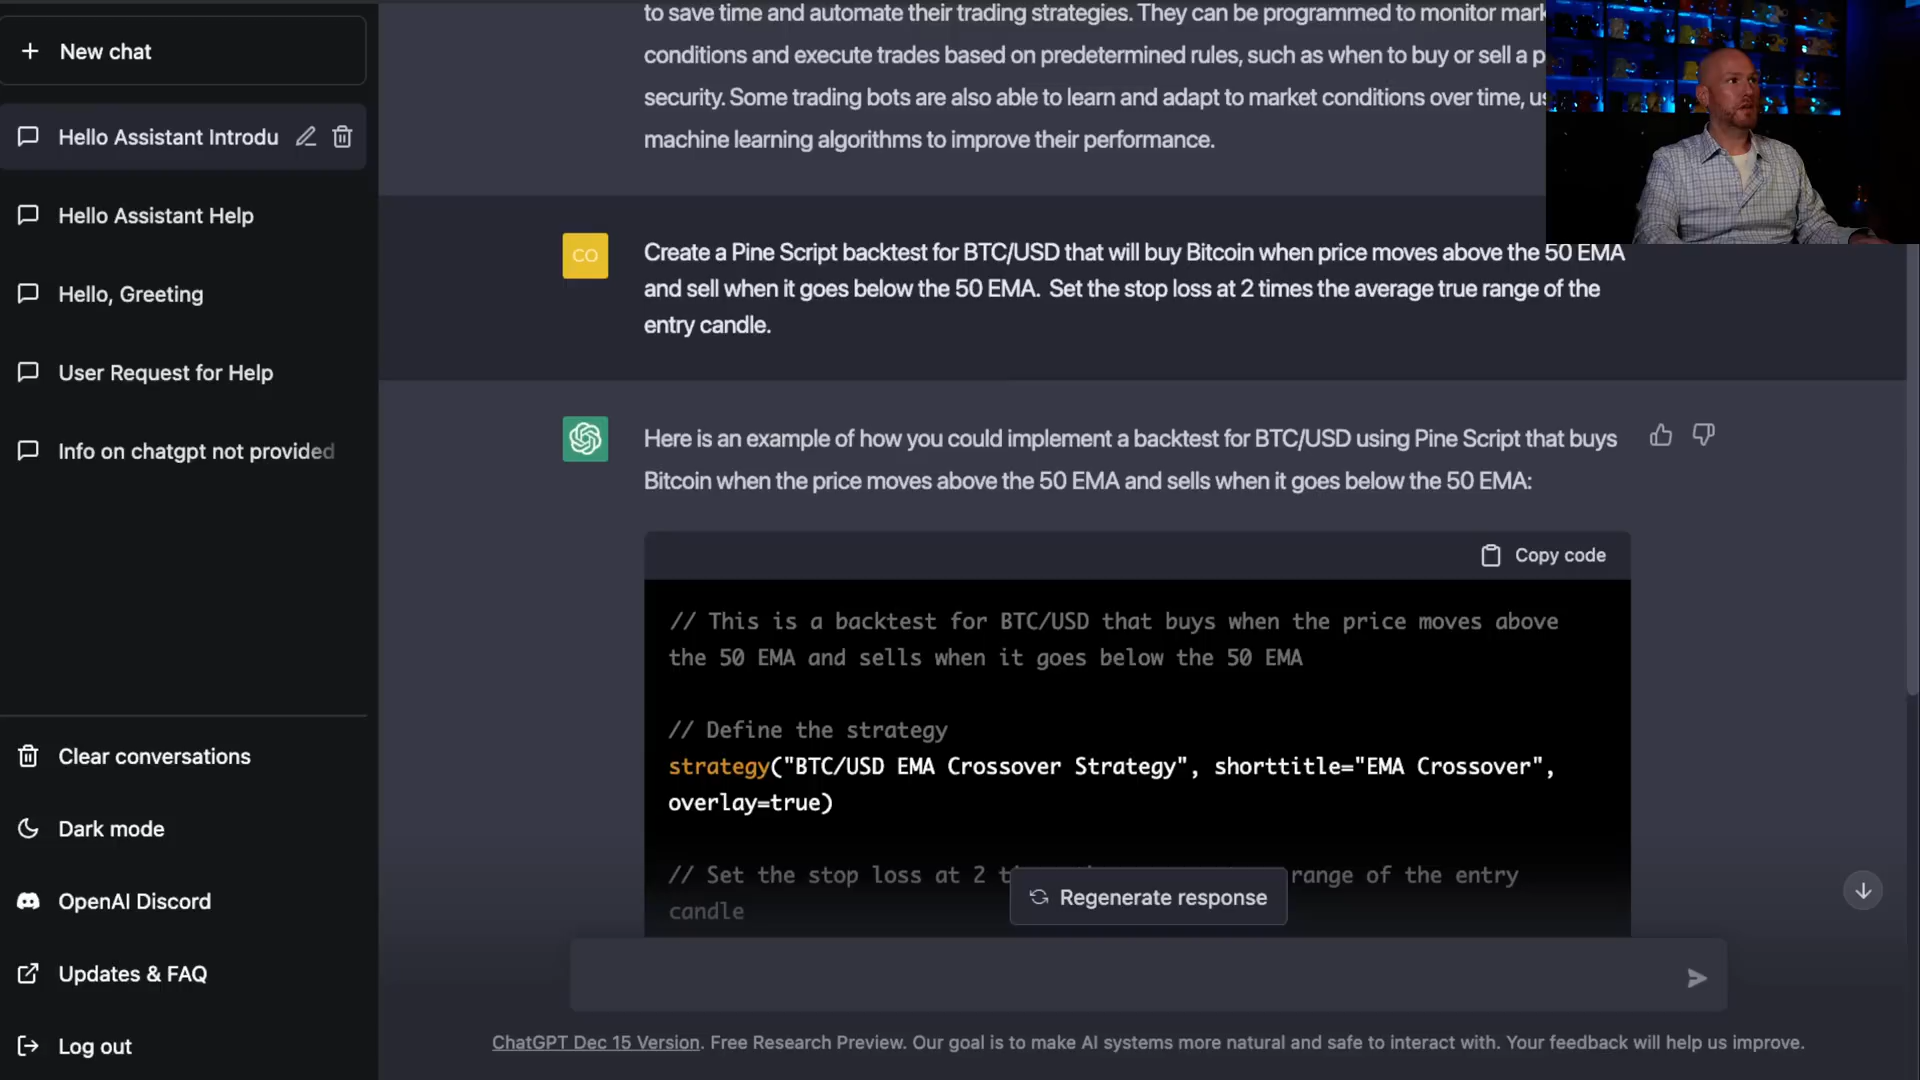 New chat
Hello Assistant Introdu
Hello Assistant Help
Hello, Greeting
User Request for Help
Info on chatgpt not provided
Clear conversations
Dark mode
OpenAI Discord
Updates & FAQ
Log out
to save time and automate their trading strategies. They can be programmed to monitor mark
conditions and execute trades based on predetermined rules, such as when to buy or sell a p
security. Some trading bots are also able to learn and adapt to market conditions over time, us
machine learning algorithms to improve their performance.
CO
Create a Pine Script backtest for BTC/USD that will buy Bitcoin when price moves above the 50 EMA
and sell when it goes below the 50 EMA. Set the stop loss at 2 times the average true range of the
entry candle.
Here is an example of how you could implement a backtest for BTC/USD using Pine Script that buys
Bitcoin when the price moves above the 50 EMA and sells when it goes below the 50 EMA:
Copy code
// This is a backtest for BTC/USD that buys when the price moves above
the 50 EMA and sells when it goes below the 50 EMA
// Define the strategy
strategy("BTC/USD EMA Crossover Strategy", shorttitle="EMA Crossover",
overlay=true)
// Set the stop loss at 2 range of the entry
candle
Regenerate response
ChatGPT Dec 15 Version. Free Research Preview. Our goal is to make AI systems more natural and safe to interact with. Your feedback will help us improve.